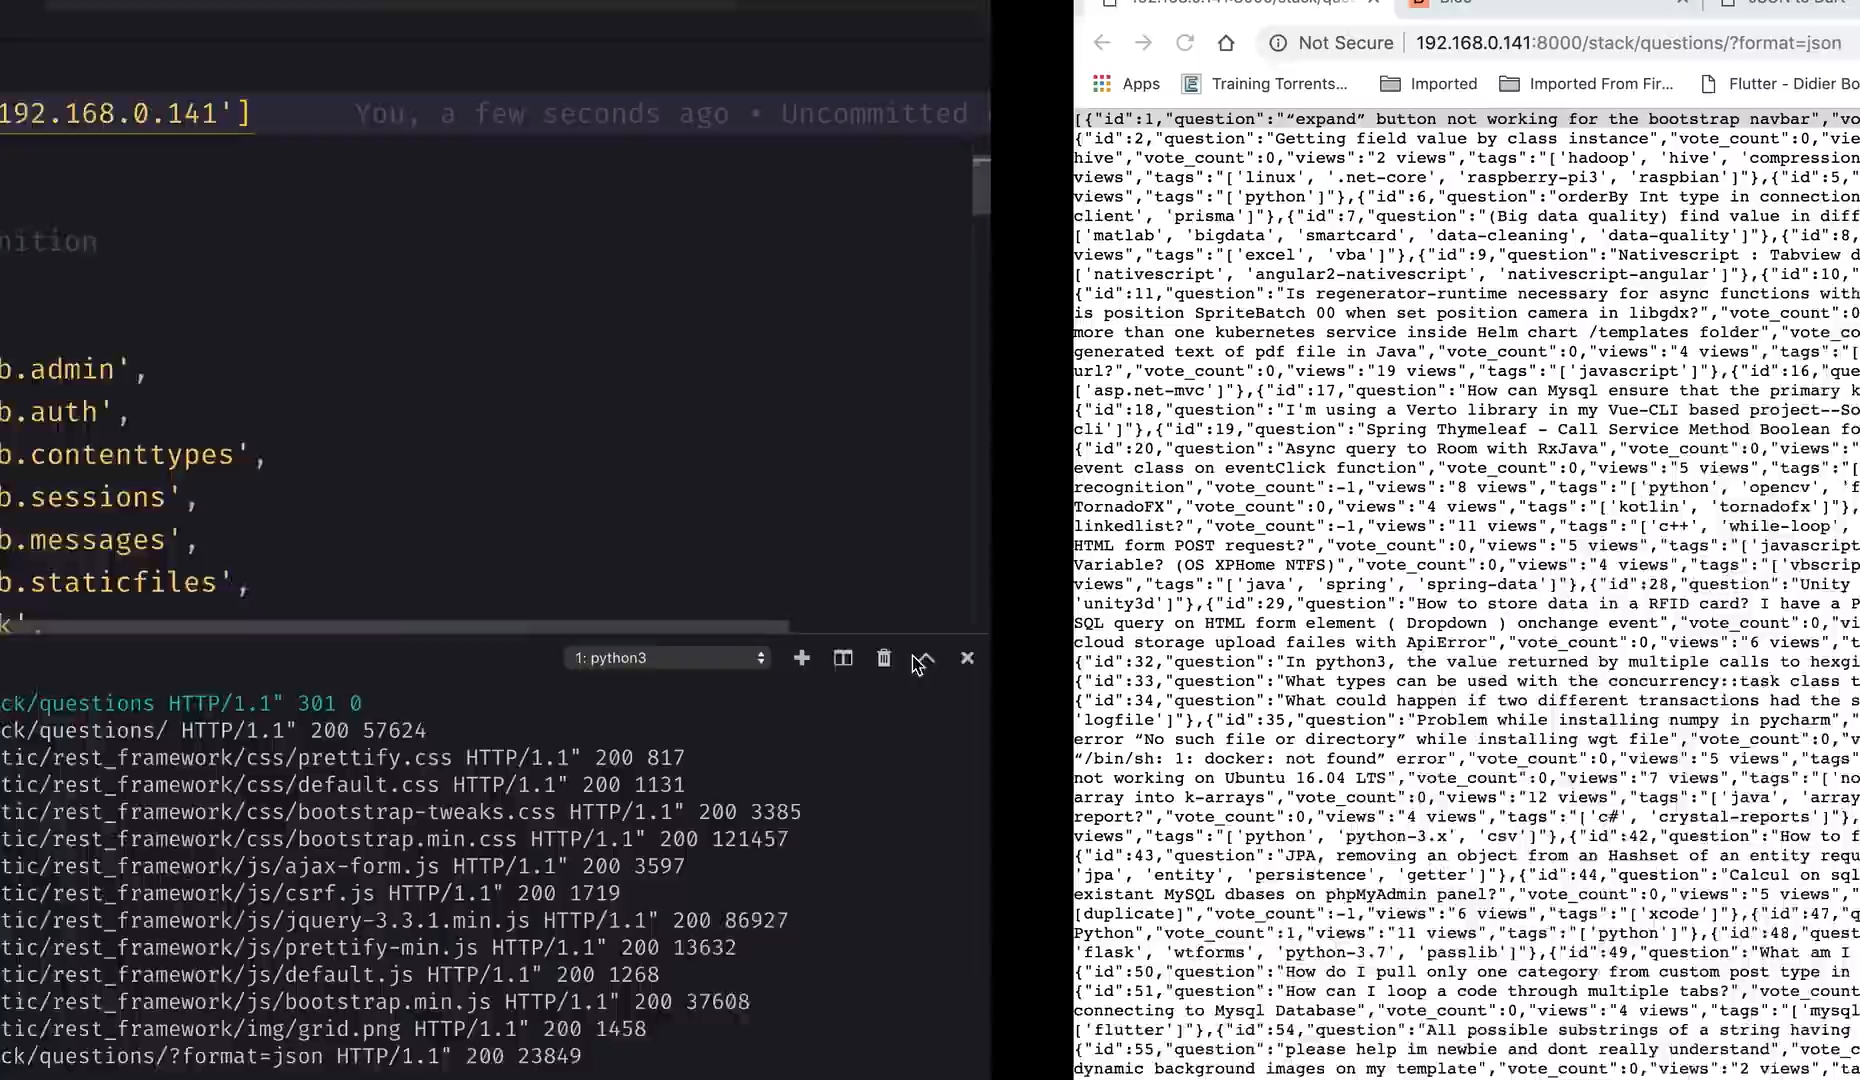 192.168.0.141'] You, a few seconds ago • Uncommitted
nition
b.admin',
b.auth',
b.contenttypes',
b.sessions',
b.messages',
b.staticfiles',
k',
1: python3
ck/questions HTTP/1.1" 301 0
ck/questions/ HTTP/1.1" 200 57624
tic/rest_framework/css/prettify.css HTTP/1.1" 200 817
tic/rest_framework/css/default.css HTTP/1.1" 200 1131
tic/rest_framework/css/bootstrap-tweaks.css HTTP/1.1" 200 3385
tic/rest_framework/css/bootstrap.min.css HTTP/1.1" 200 121457
tic/rest_framework/js/ajax-form.js HTTP/1.1" 200 3597
tic/rest_framework/js/csrf.js HTTP/1.1" 200 1719
tic/rest_framework/js/jquery-3.3.1.min.js HTTP/1.1" 200 86927
tic/rest_framework/js/prettify-min.js HTTP/1.1" 200 13632
tic/rest_framework/js/default.js HTTP/1.1" 200 1268
tic/rest_framework/js/bootstrap.min.js HTTP/1.1" 200 37608
tic/rest_framework/img/grid.png HTTP/1.1" 200 1458
ck/questions/?format=json HTTP/1.1" 200 23849
Not Secure 192.168.0.141:8000/stack/questions/?format=json
Apps Training Torrents... Imported Imported From Fir... Flutter - Didier Bo
[{"id":1,"question":"“expand” button not working for the bootstrap navbar","vo
{"id":2,"question":"Getting field value by class instance","vote_count":0,"vie
hive","vote_count":0,"views":"2 views","tags":"['hadoop', 'hive', 'compression
views","tags":"['linux', '.net-core', 'raspberry-pi3', 'raspbian']"},{"id":5,"
views","tags":"['python']"},{"id":6,"question":"orderBy Int type in connection
client', 'prisma']"},{"id":7,"question":"(Big data quality) find value in diff
['matlab', 'bigdata', 'smartcard', 'data-cleaning', 'data-quality']"},{"id":8,
views","tags":"['excel', 'vba']"},{"id":9,"question":"Nativescript : Tabview d
['nativescript', 'angular2-nativescript', 'nativescript-angular']"},{"id":10,"
{"id":11,"question":"Is regenerator-runtime necessary for async functions with
is position SpriteBatch 00 when set position camera in libgdx?","vote_count":0
more than one kubernetes service inside Helm chart /templates folder","vote_co
generated text of pdf file in Java","vote_count":0,"views":"4 views","tags":"[
url?","vote_count":0,"views":"19 views","tags":"['javascript']"},{"id":16,"que
['asp.net-mvc']"},{"id":17,"question":"How can Mysql ensure that the primary k
{"id":18,"question":"I'm using a Verto library in my Vue-CLI based project--So
cli']"},{"id":19,"question":"Spring Thymeleaf - Call Service Method Boolean fo
{"id":20,"question":"Async query to Room with RxJava","vote_count":0,"views":"
event class on eventClick function","vote_count":0,"views":"5 views","tags":"[
recognition","vote_count":-1,"views":"8 views","tags":"['python', 'opencv', 'f
TornadoFX","vote_count":0,"views":"4 views","tags":"['kotlin', 'tornadofx']"},
linkedlist?","vote_count":-1,"views":"11 views","tags":"['c++', 'while-loop',
HTML form POST request?","vote_count":0,"views":"5 views","tags":"['javascript
Variable? (OS XPHome NTFS)","vote_count":0,"views":"4 views","tags":"['vbscrip
views","tags":"['java', 'spring', 'spring-data']"},{"id":28,"question":"Unity
'unity3d']"},{"id":29,"question":"How to store data in a RFID card? I have a P
SQL query on HTML form element ( Dropdown ) onchange event","vote_count":0,"vi
cloud storage upload failes with ApiError","vote_count":0,"views":"6 views","t
{"id":32,"question":"In python3, the value returned by multiple calls to hexgi
{"id":33,"question":"What types can be used with the concurrency::task class t
{"id":34,"question":"What could happen if two different transactions had the s
'logfile']"},{"id":35,"question":"Problem while installing numpy in pycharm","
error “No such file or directory” while installing wgt file","vote_count":0,"v
“/bin/sh: 1: docker: not found” error","vote_count":0,"views":"5 views","tags"
not working on Ubuntu 16.04 LTS","vote_count":0,"views":"7 views","tags":"['no
array into k-arrays","vote_count":0,"views":"12 views","tags":"['java', 'array
report?","vote_count":0,"views":"4 views","tags":"['c#', 'crystal-reports']"},
views","tags":"['python', 'python-3.x', 'csv']"},{"id":42,"question":"How to f
{"id":43,"question":"JPA, removing an object from an Hashset of an entity requ
'jpa', 'entity', 'persistence', 'getter']"},{"id":44,"question":"Calcul on sql
existant MySQL dbases on phpMyAdmin panel?","vote_count":0,"views":"5 views","
[duplicate]","vote_count":-1,"views":"6 views","tags":"['xcode']"},{"id":47,"q
Python","vote_count":1,"views":"11 views","tags":"['python']"},{"id":48,"quest
'flask', 'wtforms', 'python-3.7', 'passlib']"},{"id":49,"question":"What am I
{"id":50,"question":"How do I pull only one category from custom post type in
{"id":51,"question":"How can I loop a code through multiple tabs?","vote_count
connecting to Mysql Database","vote_count":0,"views":"4 views","tags":"['mysql
['flutter']"},{"id":54,"question":"All possible substrings of a string having
{"id":55,"question":"please help im newbie and dont really understand","vote_c
dynamic background images on my template","vote_count":0,"views":"2 views","ta